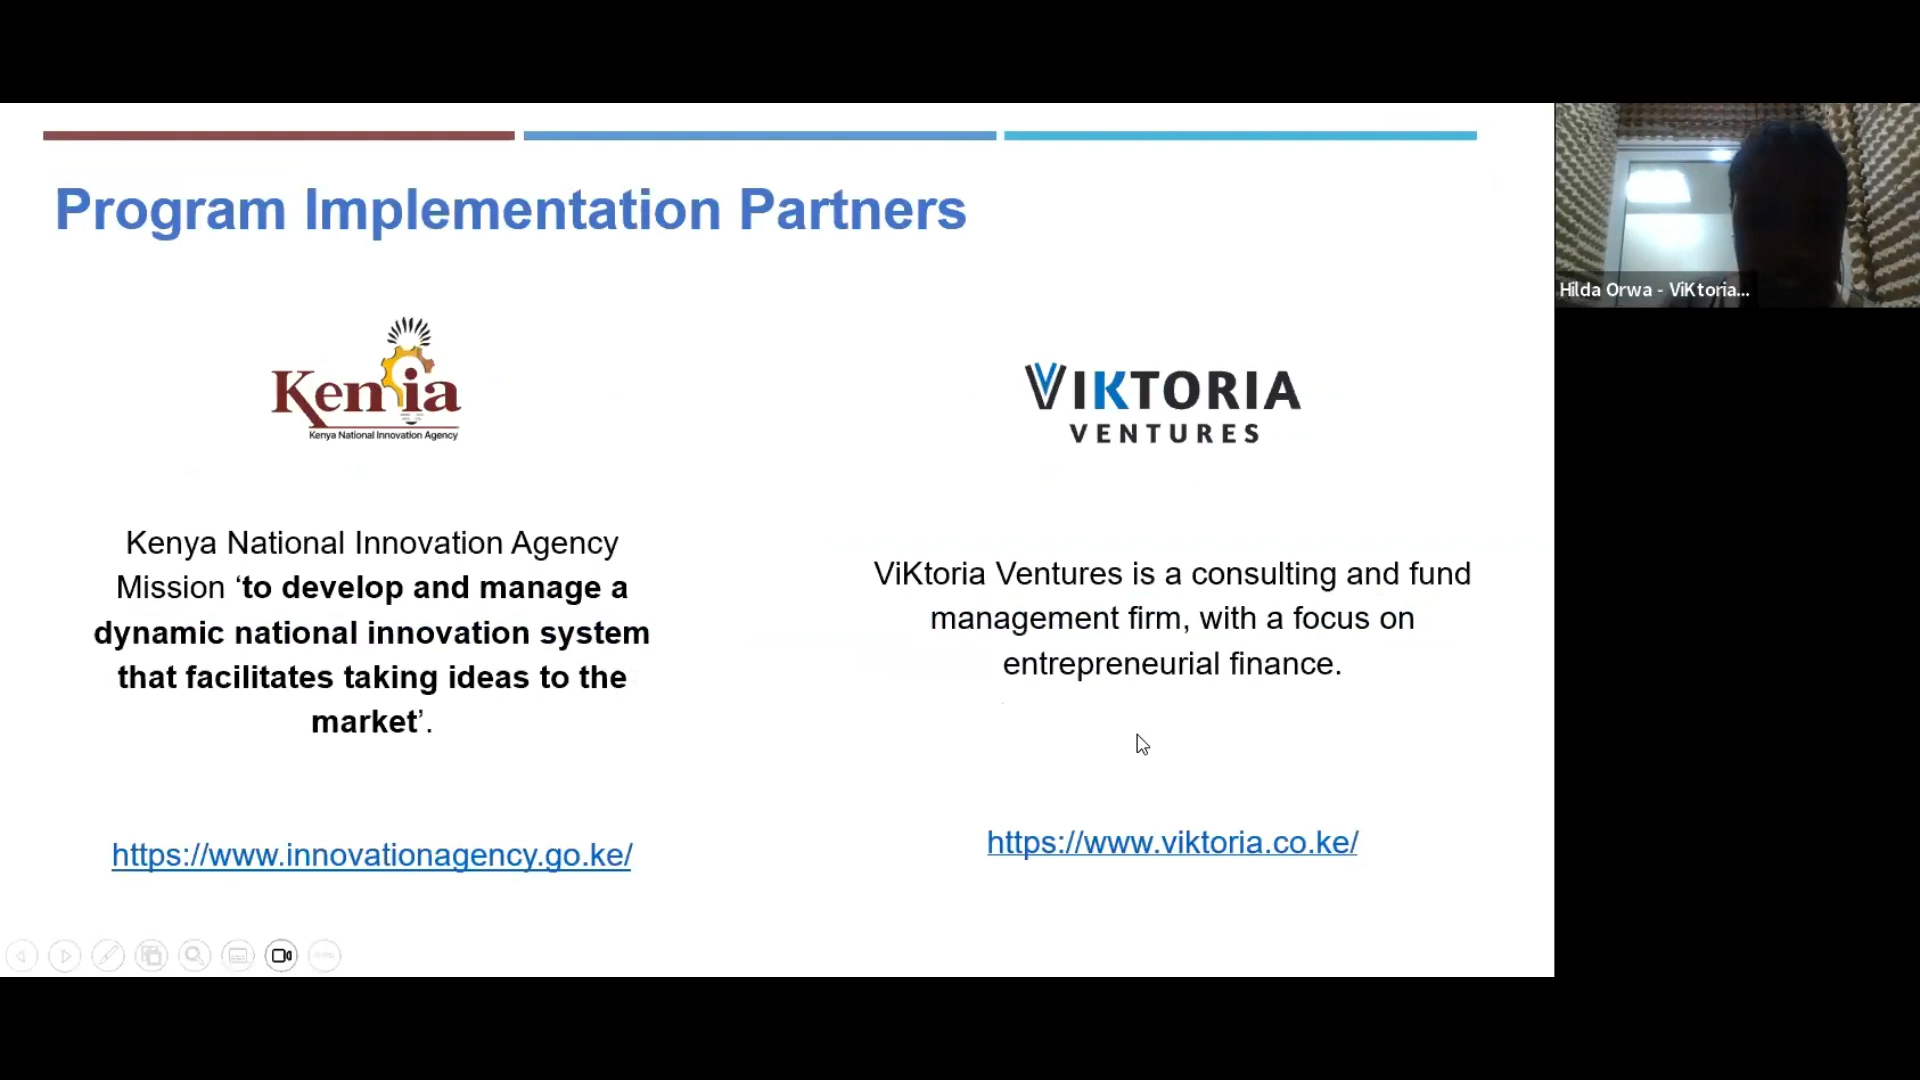 Program Implementation Partners
Kenia
Kenya National Innovation Agency
VIKTORIA
VENTURES
Kenya National Innovation Agency
Mission ‘to develop and manage a
dynamic national innovation system
that facilitates taking ideas to the
market’.
https://www.innovationagency.go.ke/
ViKtoria Ventures is a consulting and fund
management firm, with a focus on
entrepreneurial finance.
https://www.viktoria.co.ke/
Hilda Orwa - ViKtoria...